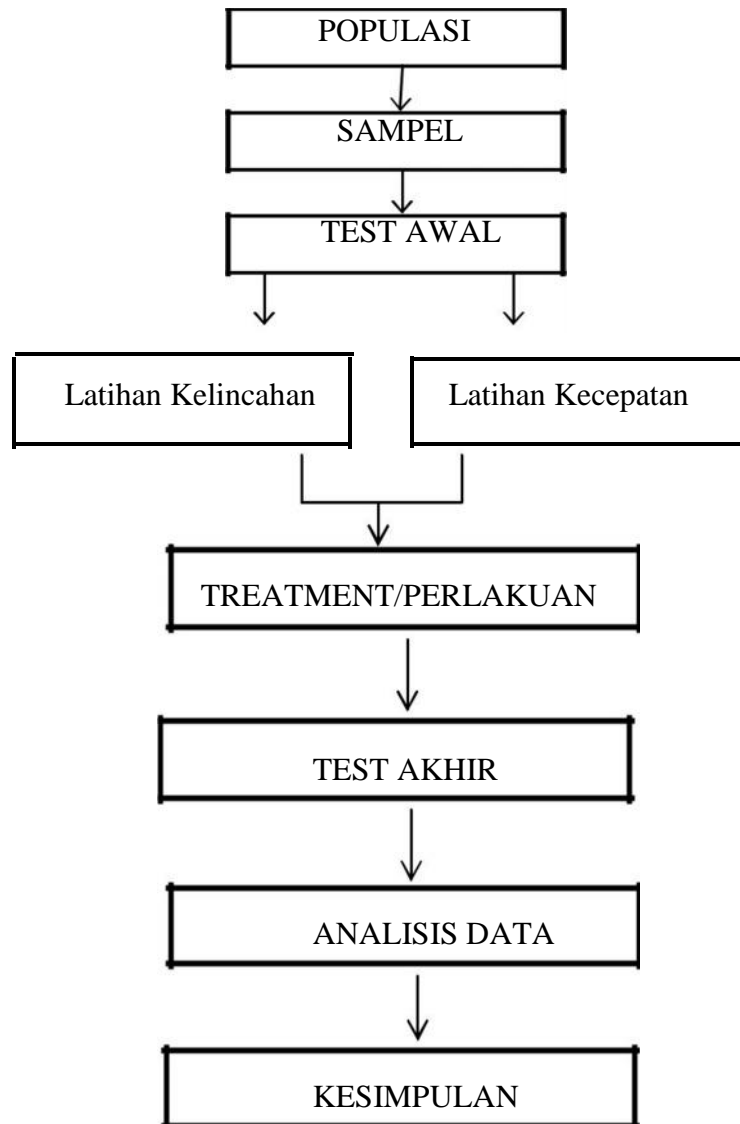 POPULASI
SAMPEL
TEST AWAL
Latihan Kelincahan
Latihan Kecepatan
TREATMENT/PERLAKUAN
TEST AKHIR
ANALISIS DATA
KESIMPULAN